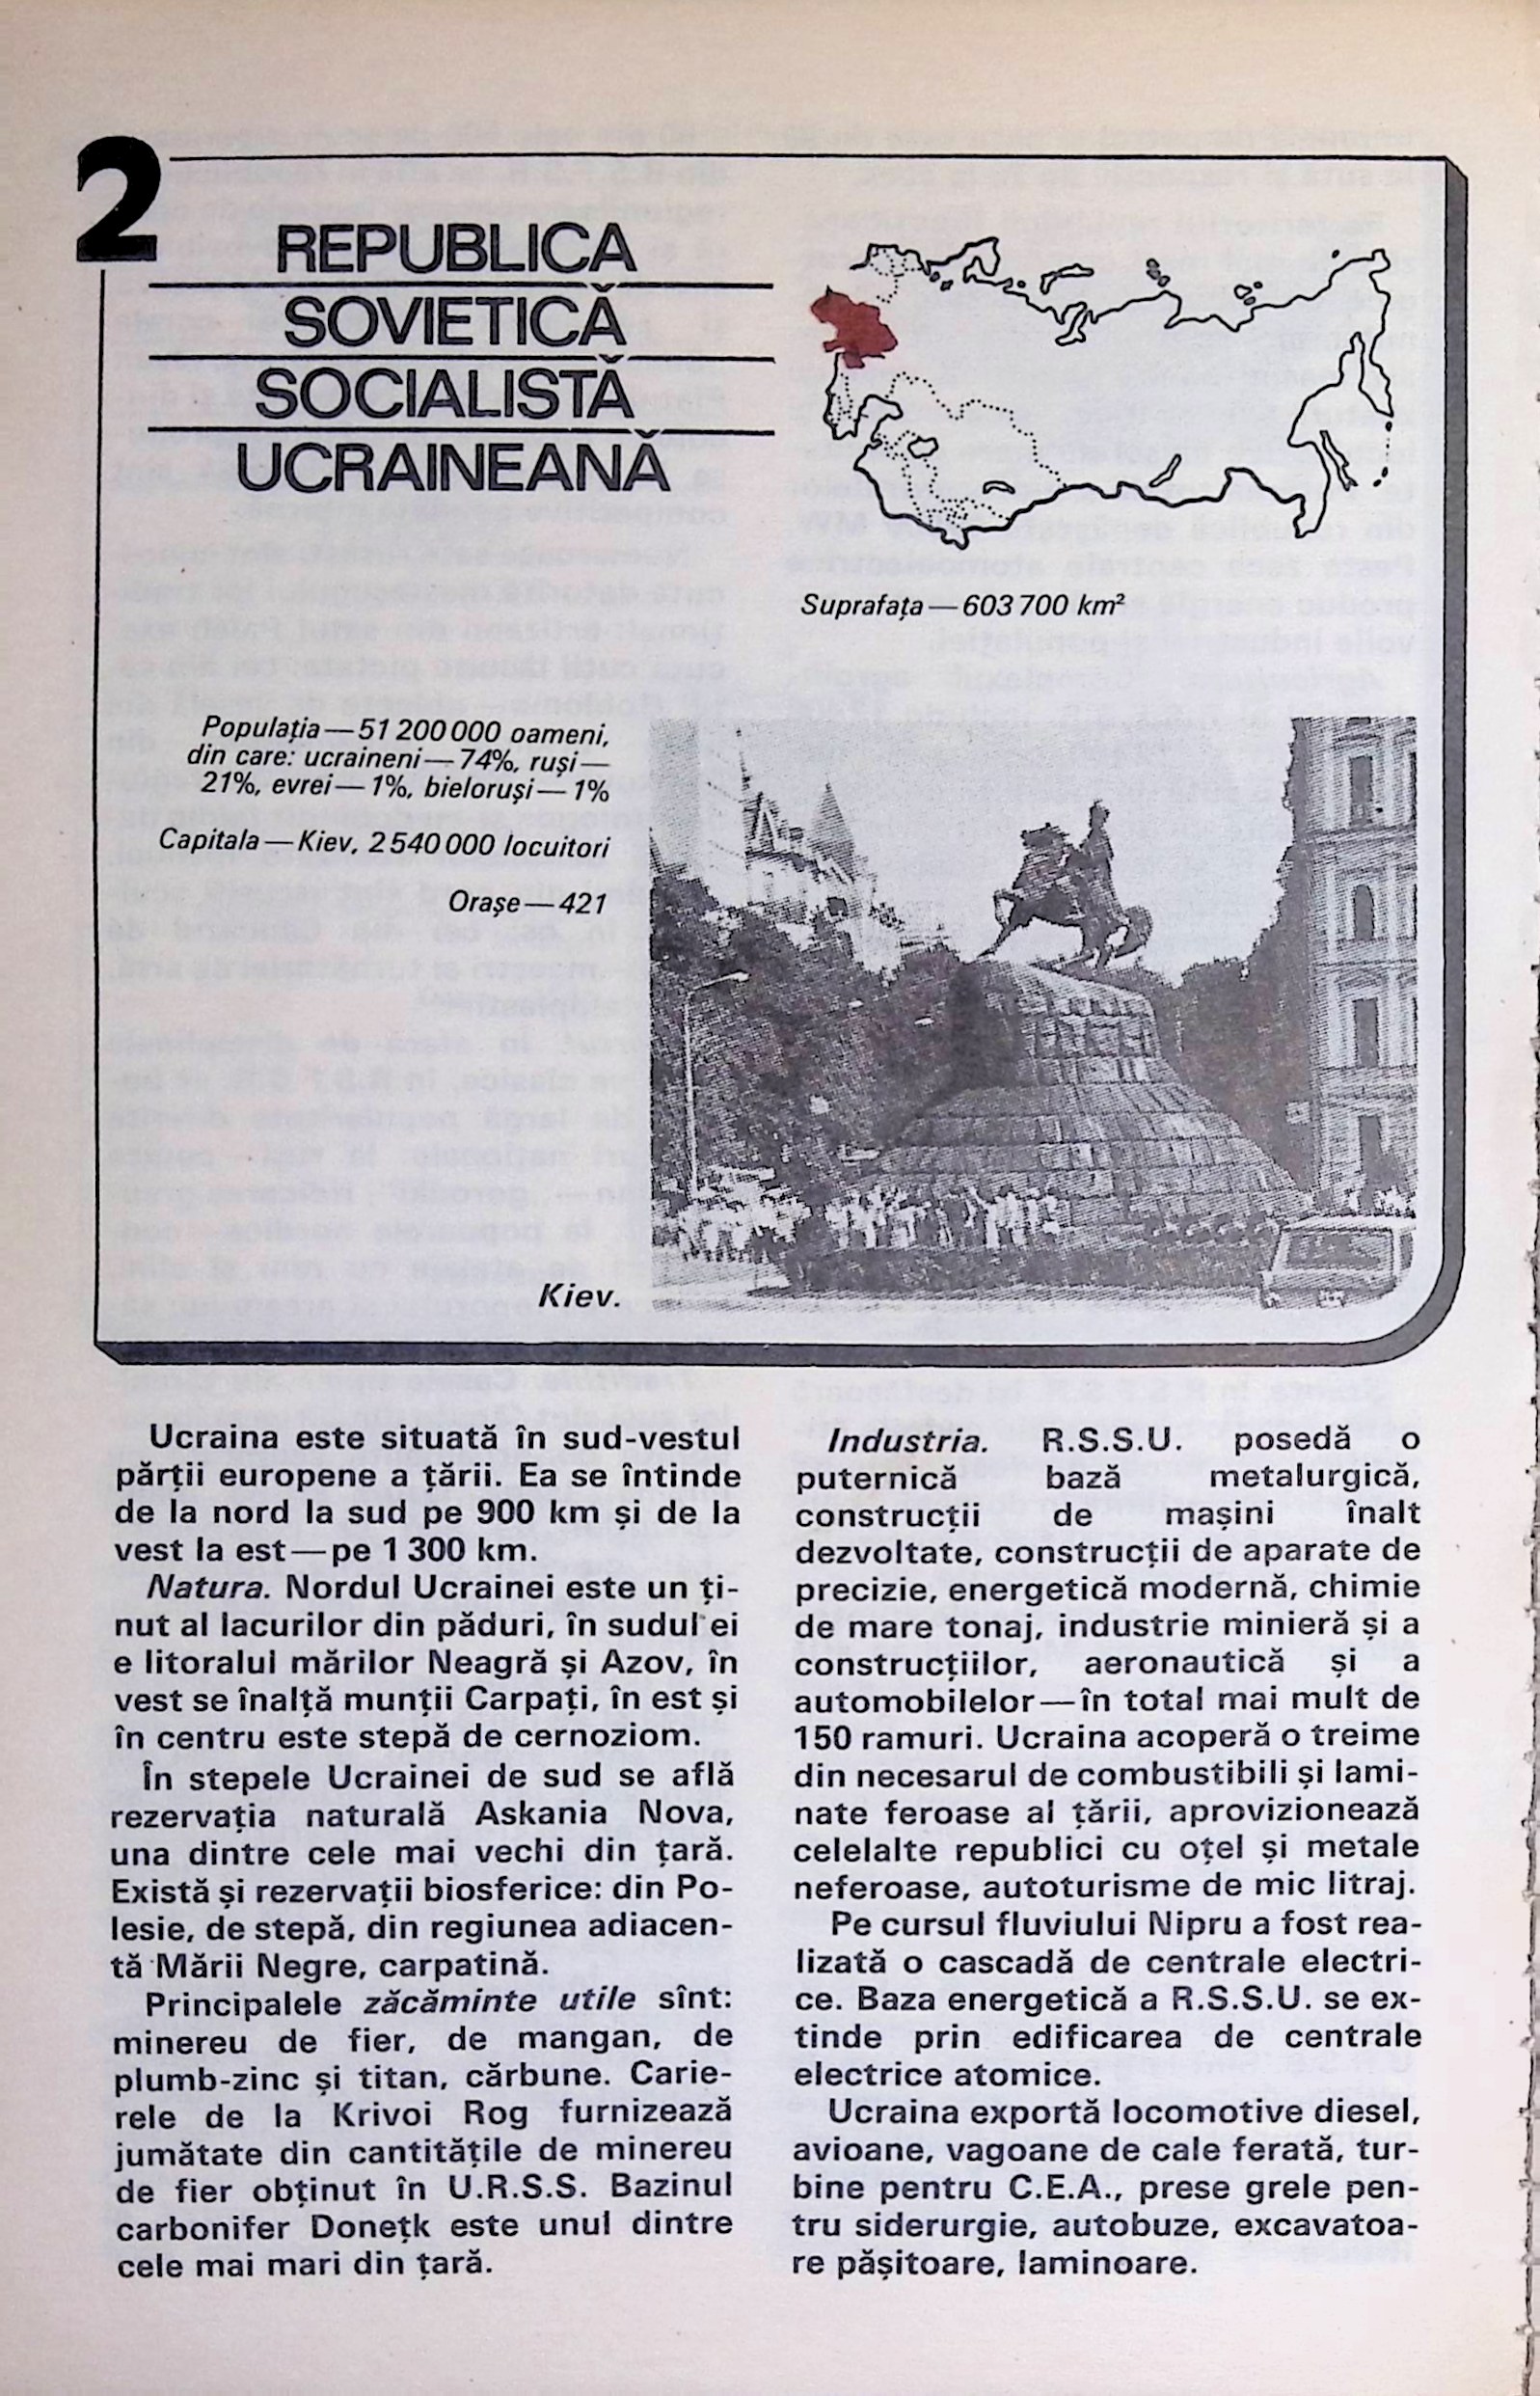 2
REPUBLICA
SOVIETICĂ
SOCIALISTĂ
UCRAINEANĂ
Suprafața — 603 700 km²
Populația — 51 200 000 oameni,
din care: ucraineni — 74%, ruși —
21%, evrei — 1%, bieloruși — 1%
Capitala — Kiev, 2 540 000 locuitori
Orașe — 421
Kiev.
Ucraina este situată în sud-vestul
părții europene a țării. Ea se întinde
de la nord la sud pe 900 km și de la
vest la est — pe 1 300 km.
Natura. Nordul Ucrainei este un ți-
nut al lacurilor din păduri, în sudul ei
e litoralul mărilor Neagră și Azov, în
vest se înalță munții Carpați, în est și
în centru este stepă de cernoziom.
În stepele Ucrainei de sud se află
rezervația naturală Askania Nova,
una dintre cele mai vechi din țară.
Există și rezervații biosferice: din Po-
lesie, de stepă, din regiunea adiacen-
tă Mării Negre, carpatină.
Principalele zăcăminte utile sînt:
minereu de fier, de mangan, de
plumb-zinc și titan, cărbune. Carie-
rele de la Krivoi Rog furnizează
jumătate din cantitățile de minereu
de fier obținut în U.R.S.S. Bazinul
carbonifer Donețk este unul dintre
cele mai mari din țară.
Industria. R.S.S.U. posedă o
puternică bază metalurgică,
construcții de mașini înalt
dezvoltate, construcții de aparate de
precizie, energetică modernă, chimie
de mare tonaj, industrie minieră și a
construcțiilor, aeronautică și a
automobilelor — în total mai mult de
150 ramuri. Ucraina acoperă o treime
din necesarul de combustibili și lami-
nate feroase al țării, aprovizionează
celelalte republici cu oțel și metale
neferoase, autoturisme de mic litraj.
Pe cursul fluviului Nipru a fost rea-
lizată o cascadă de centrale electri-
ce. Baza energetică a R.S.S.U. se ex-
tinde prin edificarea de centrale
electrice atomice.
Ucraina exportă locomotive diesel,
avioane, vagoane de cale ferată, tur-
bine pentru C.E.A., prese grele pen-
tru siderurgie, autobuze, excavatoa-
re pășitoare, laminoare.